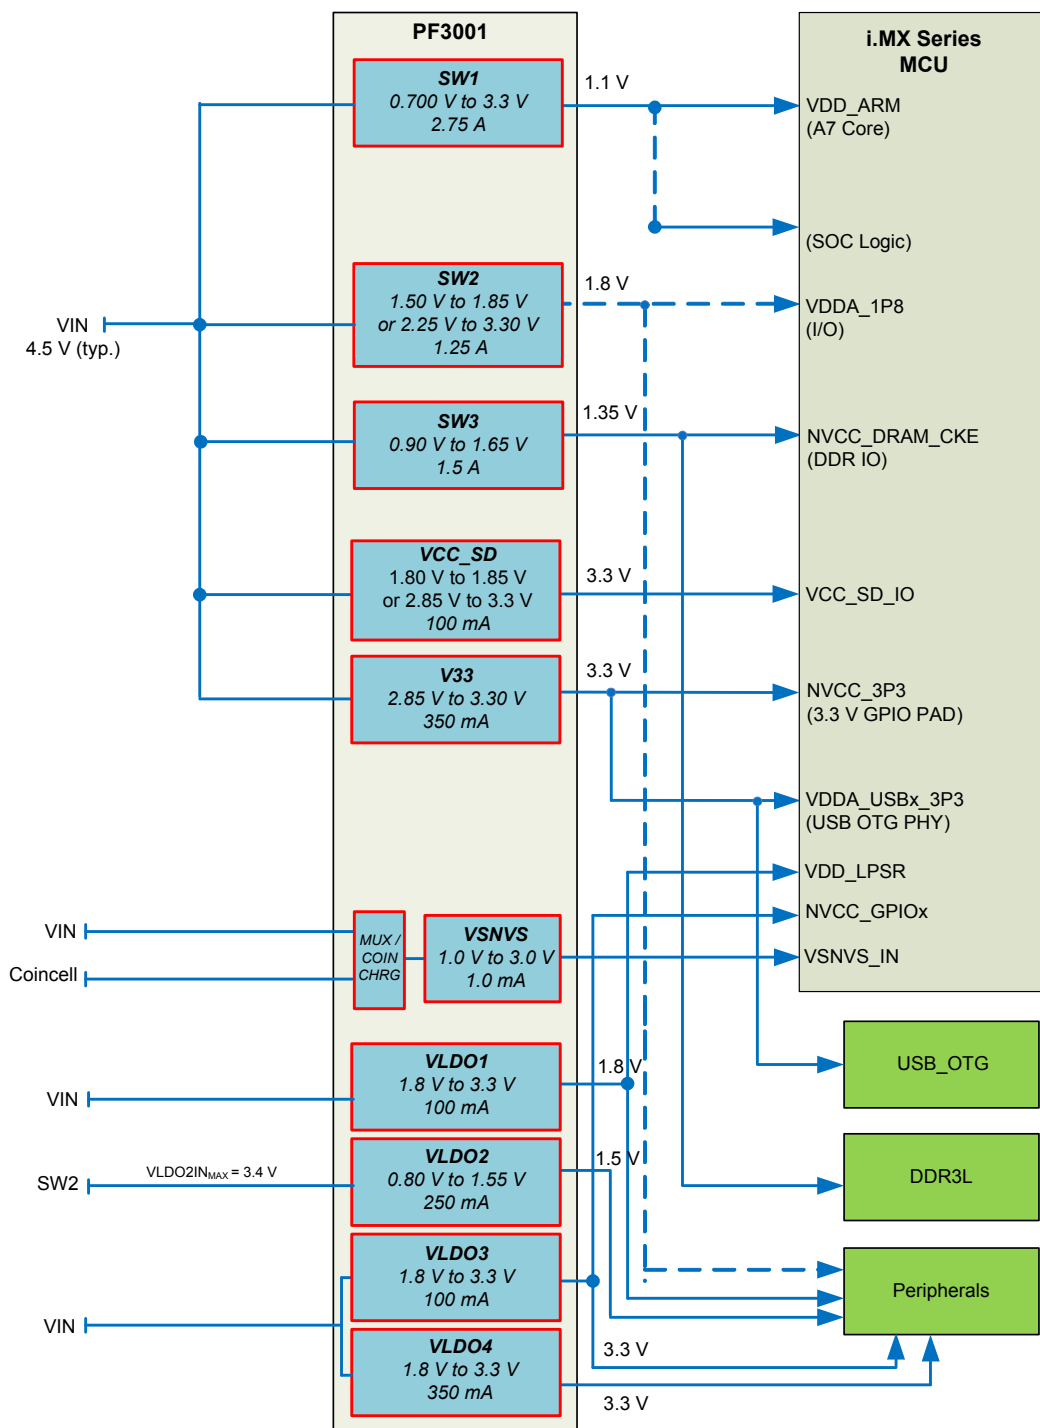 PF3001
i.MX Series
MCU
SW1
0.700 V to 3.3 V
2.75 A
1.1 V
VDD_ARM
(A7 Core)
(SOC Logic)
SW2
1.50 V to 1.85 V
or 2.25 V to 3.30 V
1.25 A
1.8 V
VDDA_1P8
(I/O)
VIN
4.5 V (typ.)
SW3
0.90 V to 1.65 V
1.5 A
1.35 V
NVCC_DRAM_CKE
(DDR IO)
VCC_SD
1.80 V to 1.85 V
or 2.85 V to 3.3 V
100 mA
3.3 V
VCC_SD_IO
V33
2.85 V to 3.30 V
350 mA
3.3 V
NVCC_3P3
(3.3 V GPIO PAD)
VDDA_USBx_3P3
(USB OTG PHY)
VDD_LPSR
NVCC_GPIOx
VSNVS_IN
VIN
Coincell
MUX /
COIN
CHRG
VSNVS
1.0 V to 3.0 V
1.0 mA
USB_OTG
VIN
VLDO1
1.8 V to 3.3 V
100 mA
1.8 V
SW2
VLDO2IN MAX = 3.4 V
VLDO2
0.80 V to 1.55 V
250 mA
1.5 V
DDR3L
VLDO3
1.8 V to 3.3 V
100 mA
Peripherals
VIN
VLDO4
1.8 V to 3.3 V
350 mA
3.3 V
3.3 V